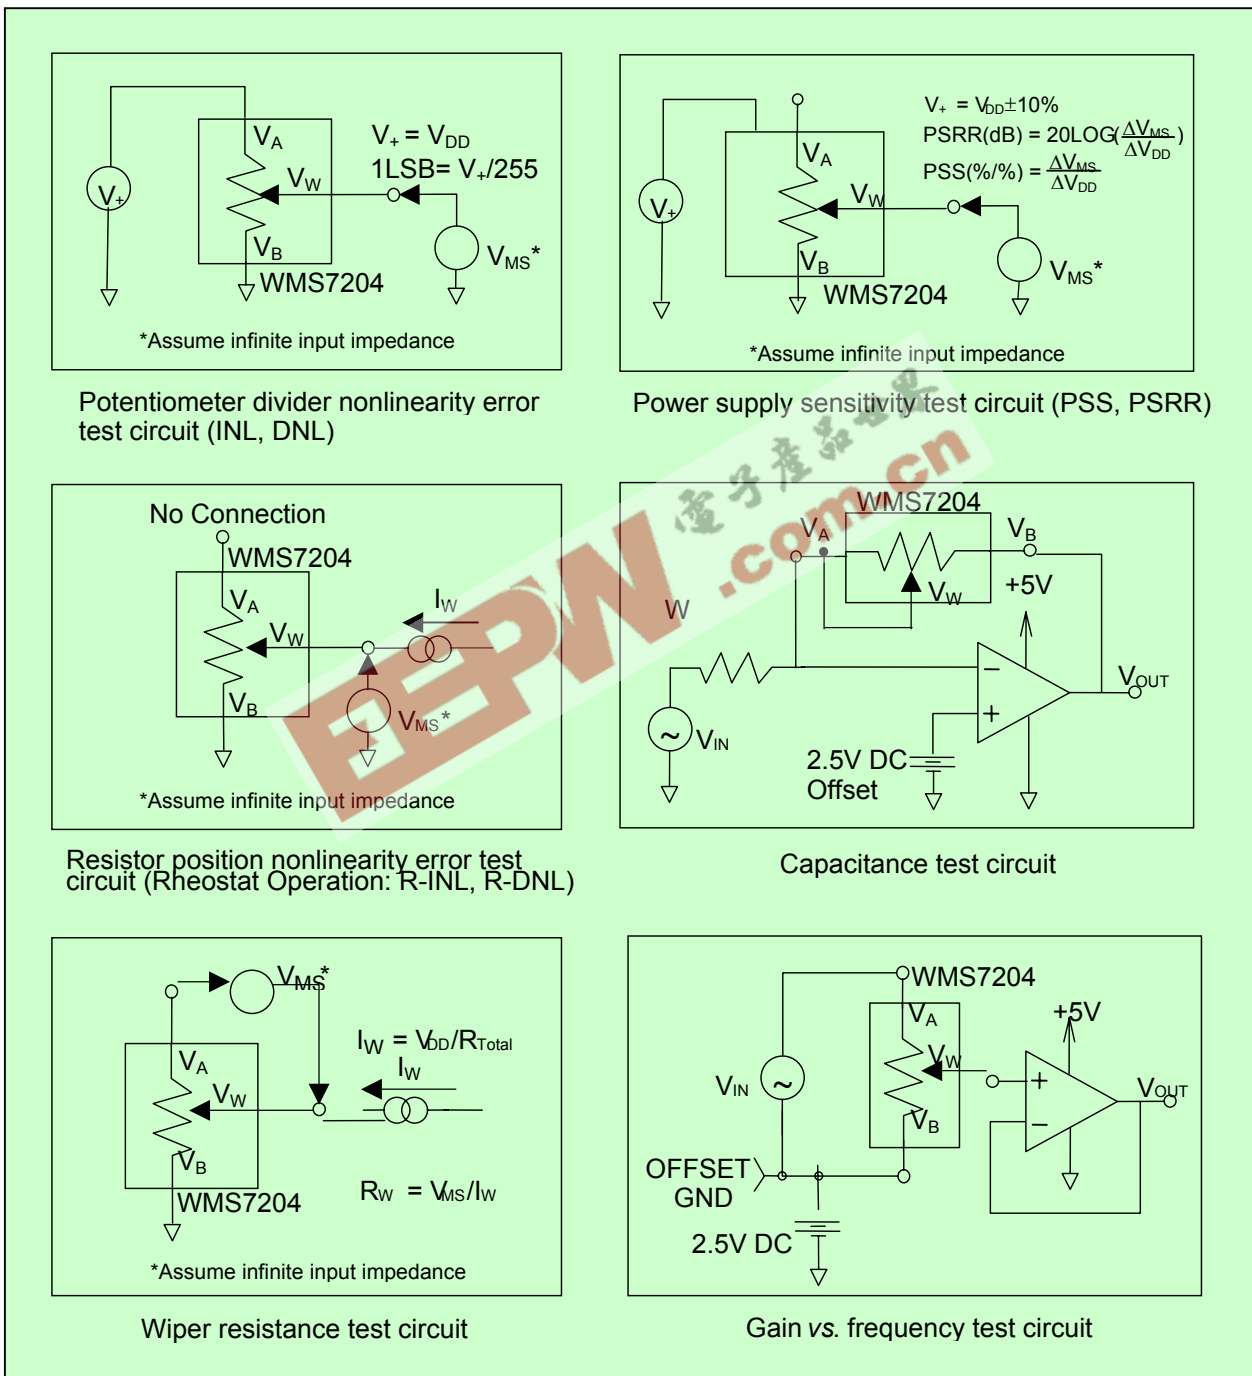 V+
VA
VW
VB
WMS7204
V+ = VDD
1LSB= V+/255
VMS*
*Assume infinite input impedance
Potentiometer divider nonlinearity error
test circuit (INL, DNL)
V+
VA
VW
VB
WMS7204
V+ = VDD±10%
PSRR(dB) = 20LOG(ΔVMS/ΔVDD)
PSS(%/%) = ΔVMS/ΔVDD
VMS*
*Assume infinite input impedance
Power supply sensitivity test circuit (PSS, PSRR)
No Connection
WMS7204
VA
VW
VB
IW
VMS*
*Assume infinite input impedance
Resistor position nonlinearity error test
circuit (Rheostat Operation: R-INL, R-DNL)
WMS7204
VA
VB
VW
+5V
W
−
+
VOUT
~
VIN
2.5V DC
Offset
Capacitance test circuit
VMS*
VA
VW
VB
WMS7204
IW = VDD/RTotal
IW
RW = VMS/IW
*Assume infinite input impedance
Wiper resistance test circuit
WMS7204
VA
VW
VB
+5V
VIN
~
+
−
VOUT
OFFSET
GND
2.5V DC
Gain vs. frequency test circuit
EEPW.com.cn
電子產品世界